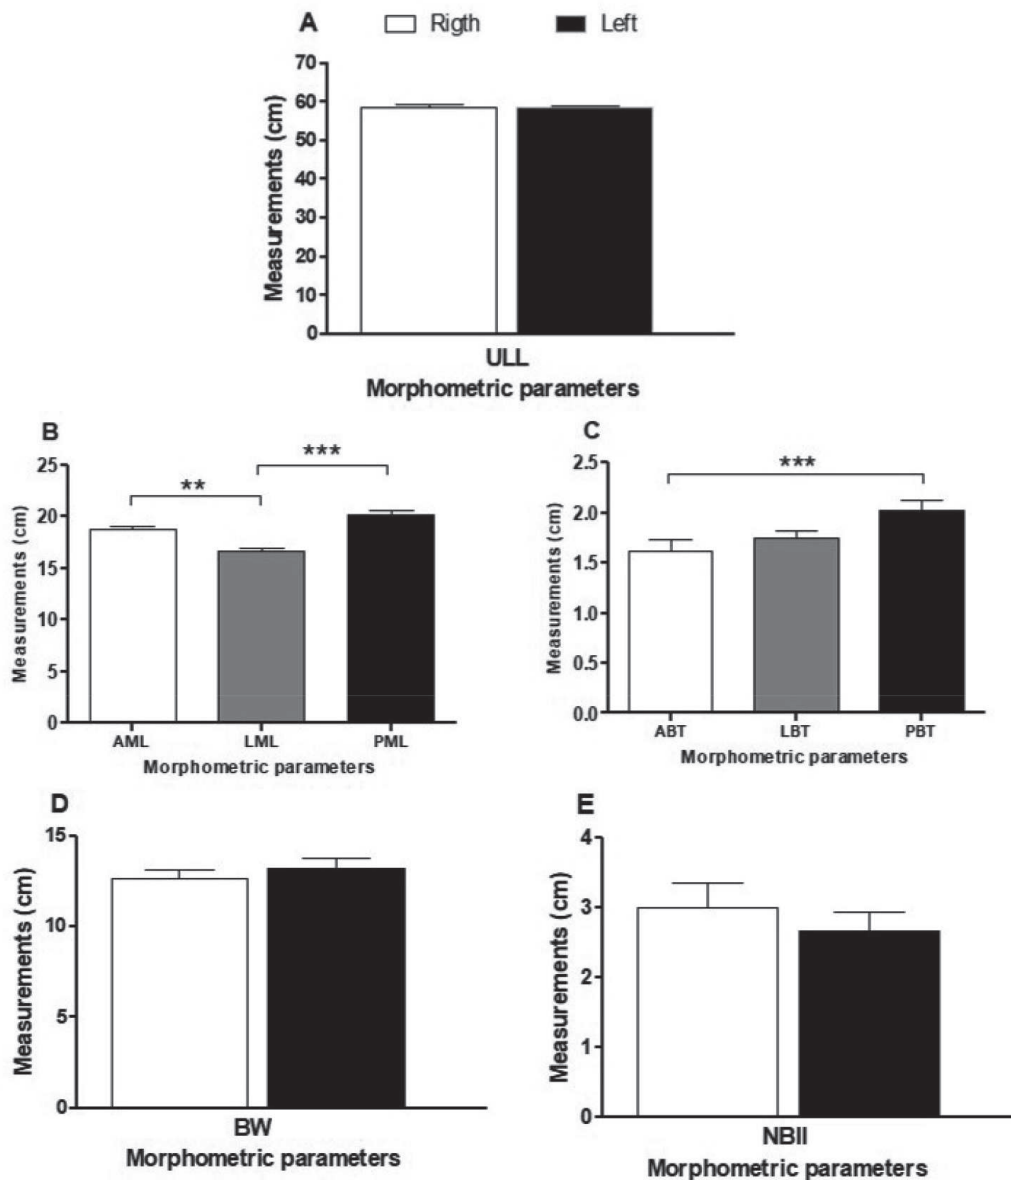 A
Rigth Left
Measurements (cm)
70
60
50
40
30
20
10
0
ULL
Morphometric parameters
B
Measurements (cm)
25
20
15
10
5
0
** ***
AML LML PML
Morphometric parameters
C
Measurements (cm)
2.5
2.0
1.5
1.0
0.5
0.0
***
ABT LBT PBT
Morphometric parameters
D
Measurements (cm)
15
10
5
0
BW
Morphometric parameters
E
Measurements (cm)
4
3
2
1
0
NBII
Morphometric parameters